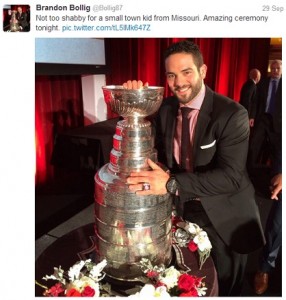 Brandon Bollig @Bollig87 29 Sep
Not too shabby for a small town kid from Missouri. Amazing ceremony
tonight. pic.twitter.com/tL5lMk647Z